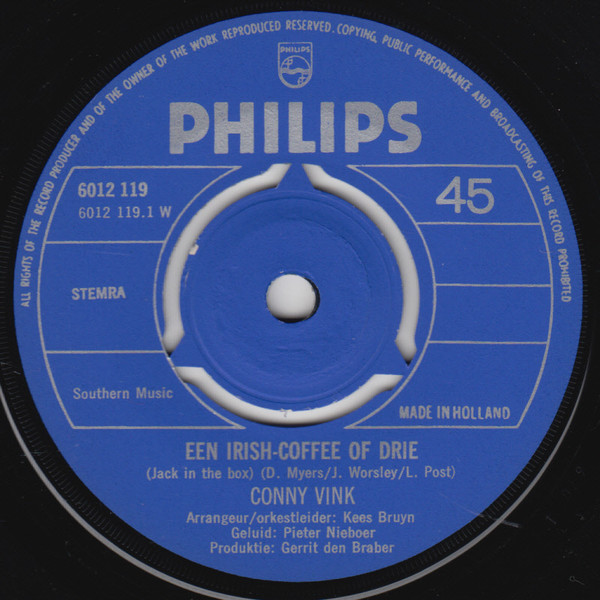 ALL RIGHTS OF THE RECORD PRODUCER AND OF THE OWNER OF THE WORK REPRODUCED RESERVED. COPYING, PUBLIC PERFORMANCE AND BROADCASTING OF THIS RECORD PROHIBITED
PHILIPS
PHILIPS
6012 119
6012 119.1 W
45
STEMRA
Southern Music
MADE IN HOLLAND
EEN IRISH-COFFEE OF DRIE
(Jack in the box) (D. Myers/J. Worsley/L. Post)
CONNY VINK
Arrangeur/orkestleider: Kees Bruyn
Geluid: Pieter Nieboer
Produktie: Gerrit den Braber